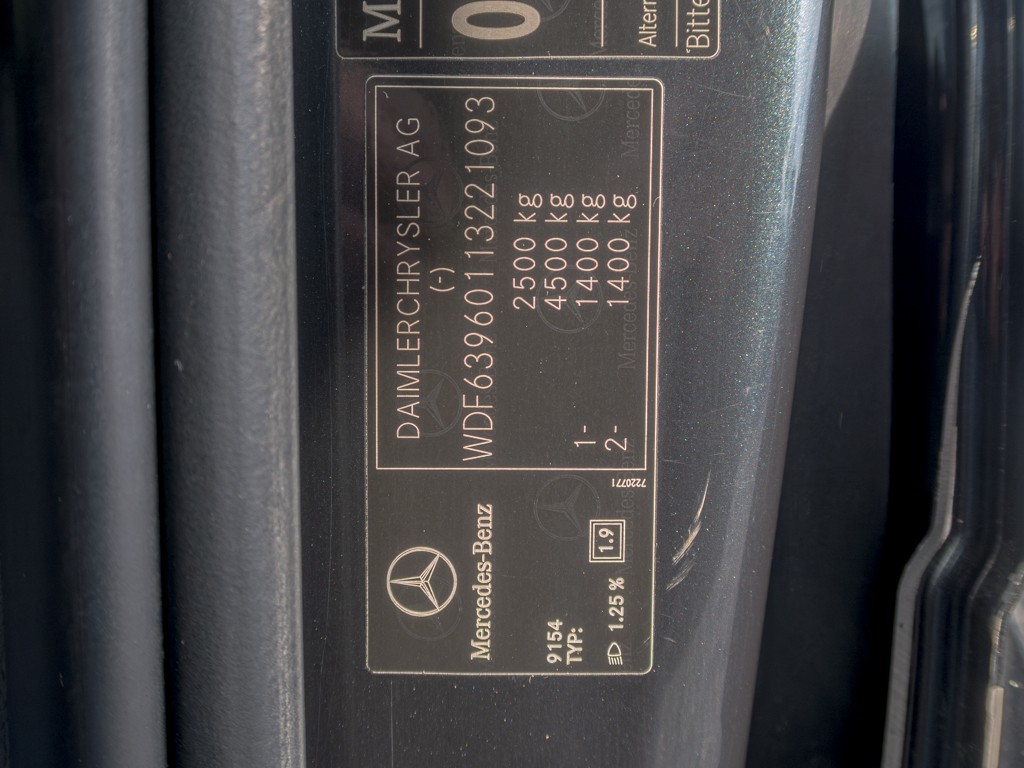 DAIMLERCHRYSLER AG
(-)
WDF63960113221093
2500 kg
4500 kg
1- 1400 kg
2- 1400 kg
7220771
Mercedes-Benz
9154
TYP:
1.25 % 1.9
M
0
Altern
Bitte